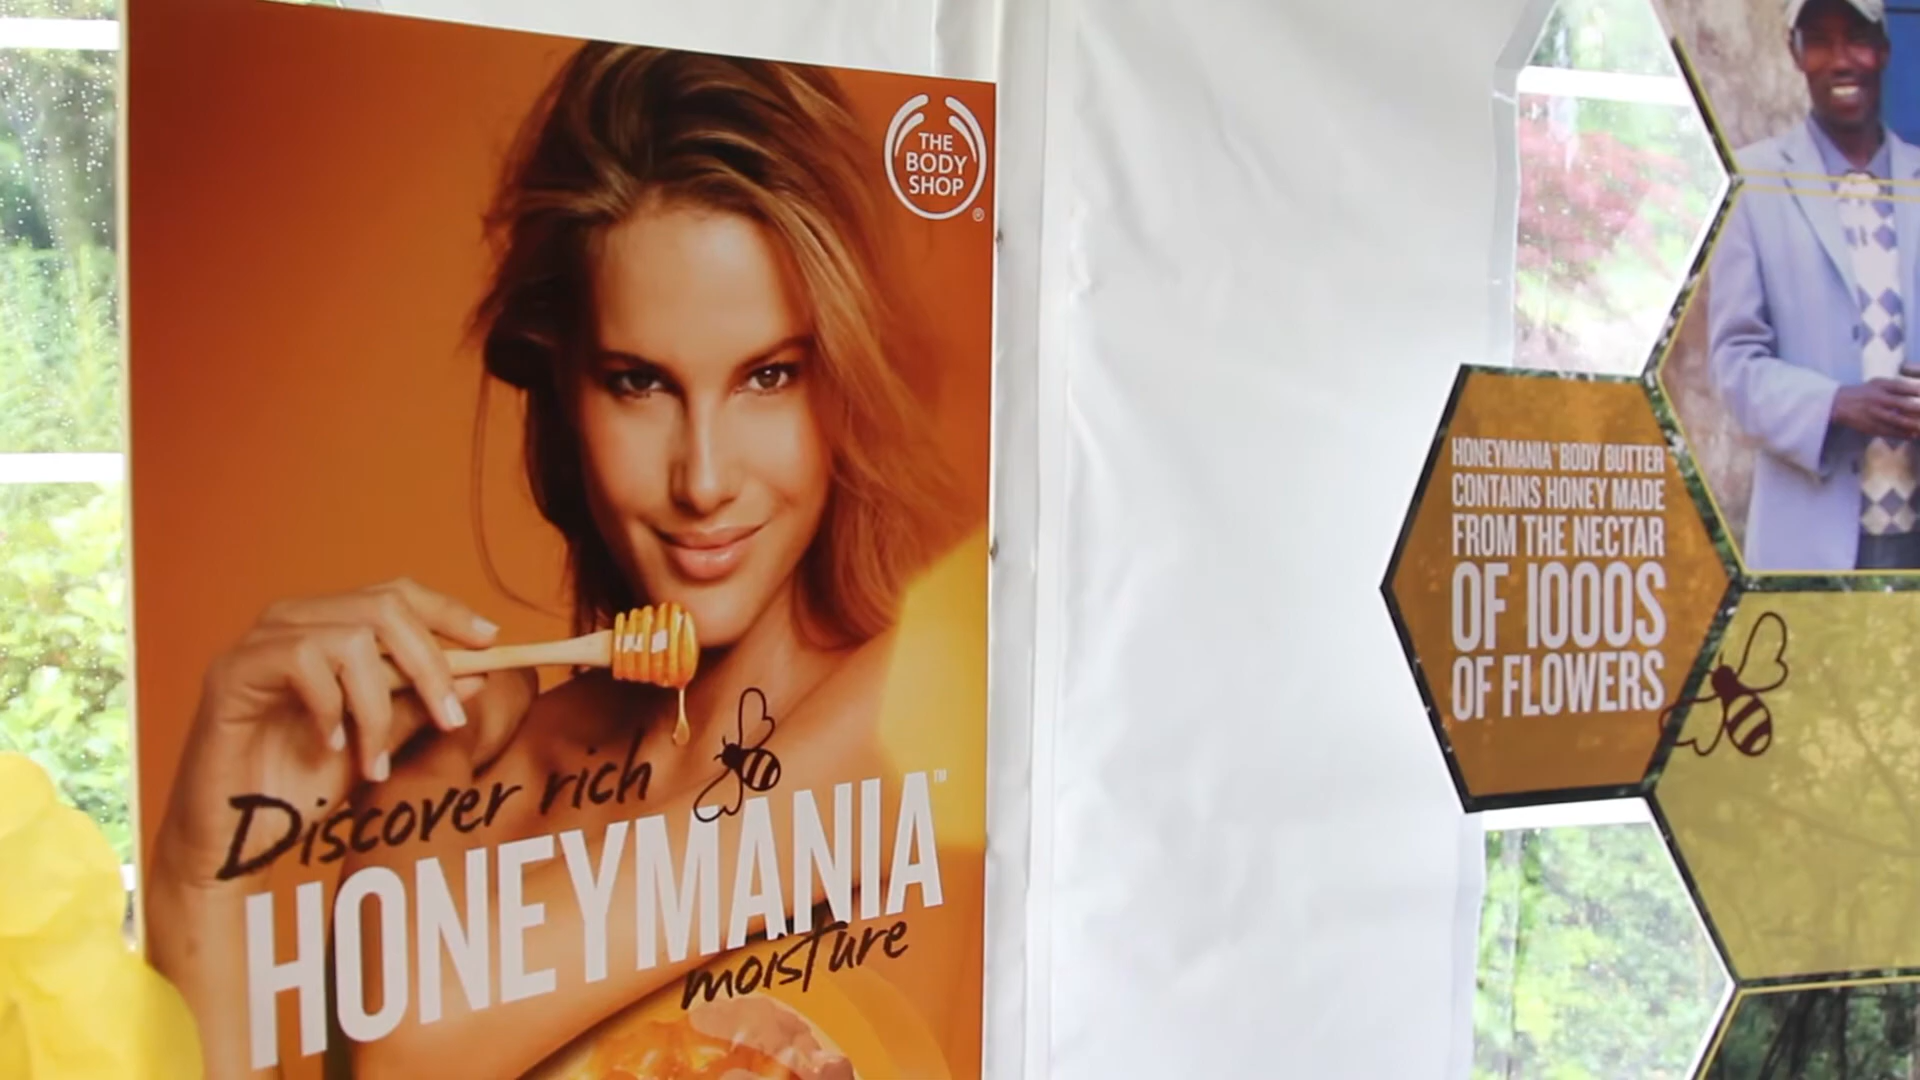 THE
BODY
SHOP
®
Discover rich
HONEYMANIA™
moisture
HONEYMANIA™ BODY BUTTER
CONTAINS HONEY MADE
FROM THE NECTAR
OF 1000S
OF FLOWERS